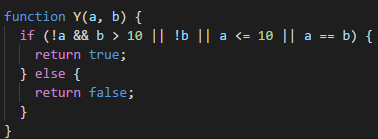 function Y(a, b) {
  if (!a && b > 10 || !b || a <= 10 || a == b) {
    return true;
  } else {
    return false;
  }
}